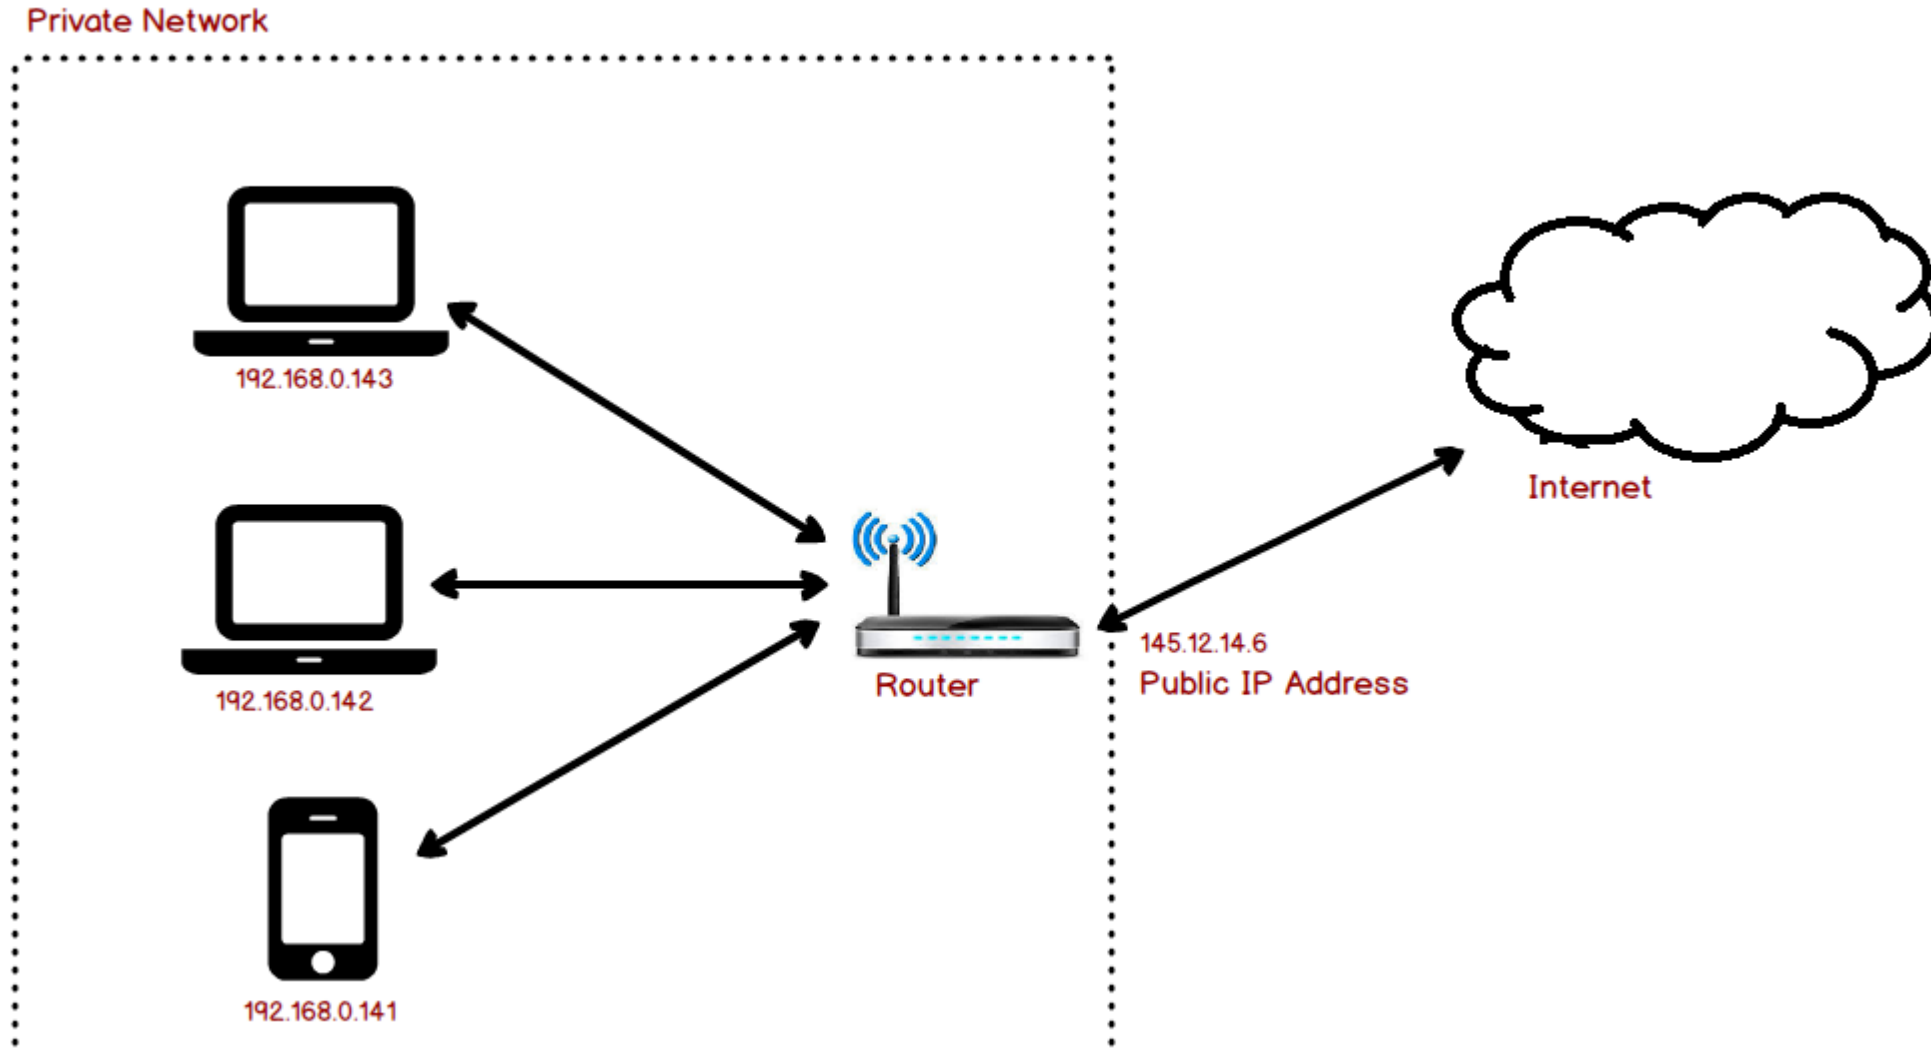 Private Network
192.168.0.143
192.168.0.142
192.168.0.141
Router
145.12.14.6
Public IP Address
Internet